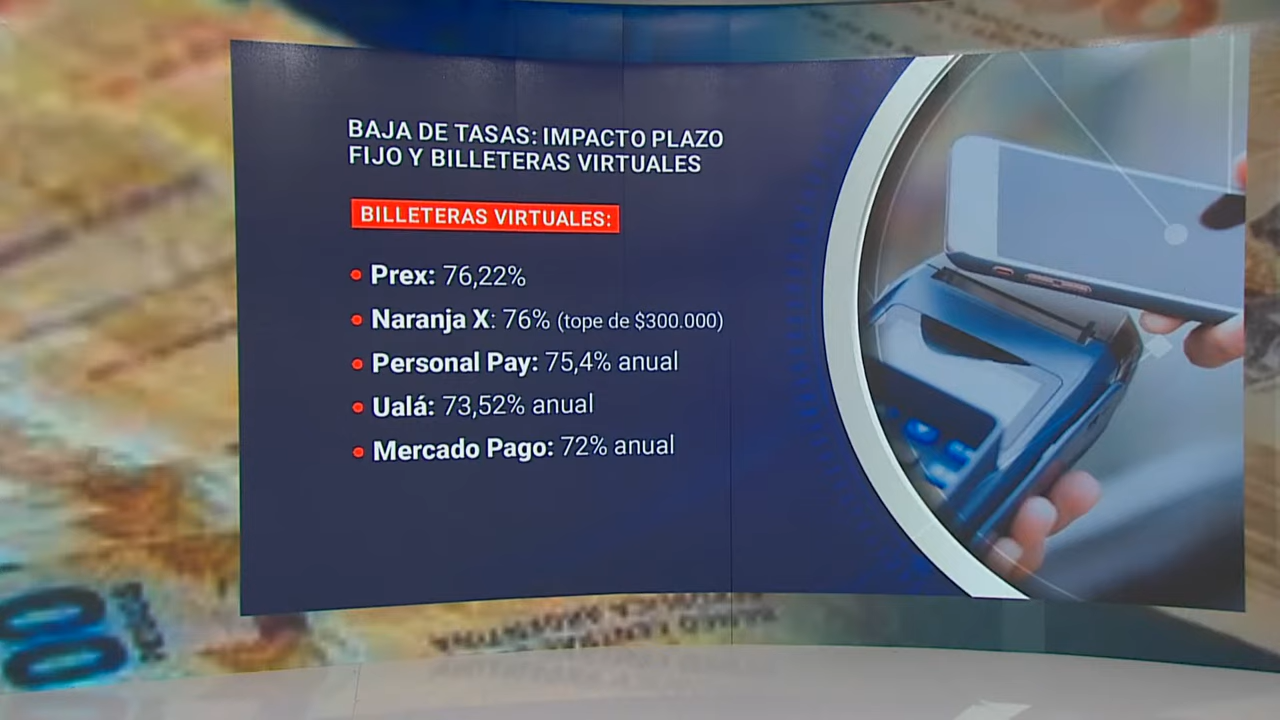 BAJA DE TASAS: IMPACTO PLAZO
FIJO Y BILLETERAS VIRTUALES
BILLETERAS VIRTUALES:
• Prex: 76,22%
• Naranja X: 76% (tope de $300.000)
• Personal Pay: 75,4% anual
• Ualá: 73,52% anual
• Mercado Pago: 72% anual
00